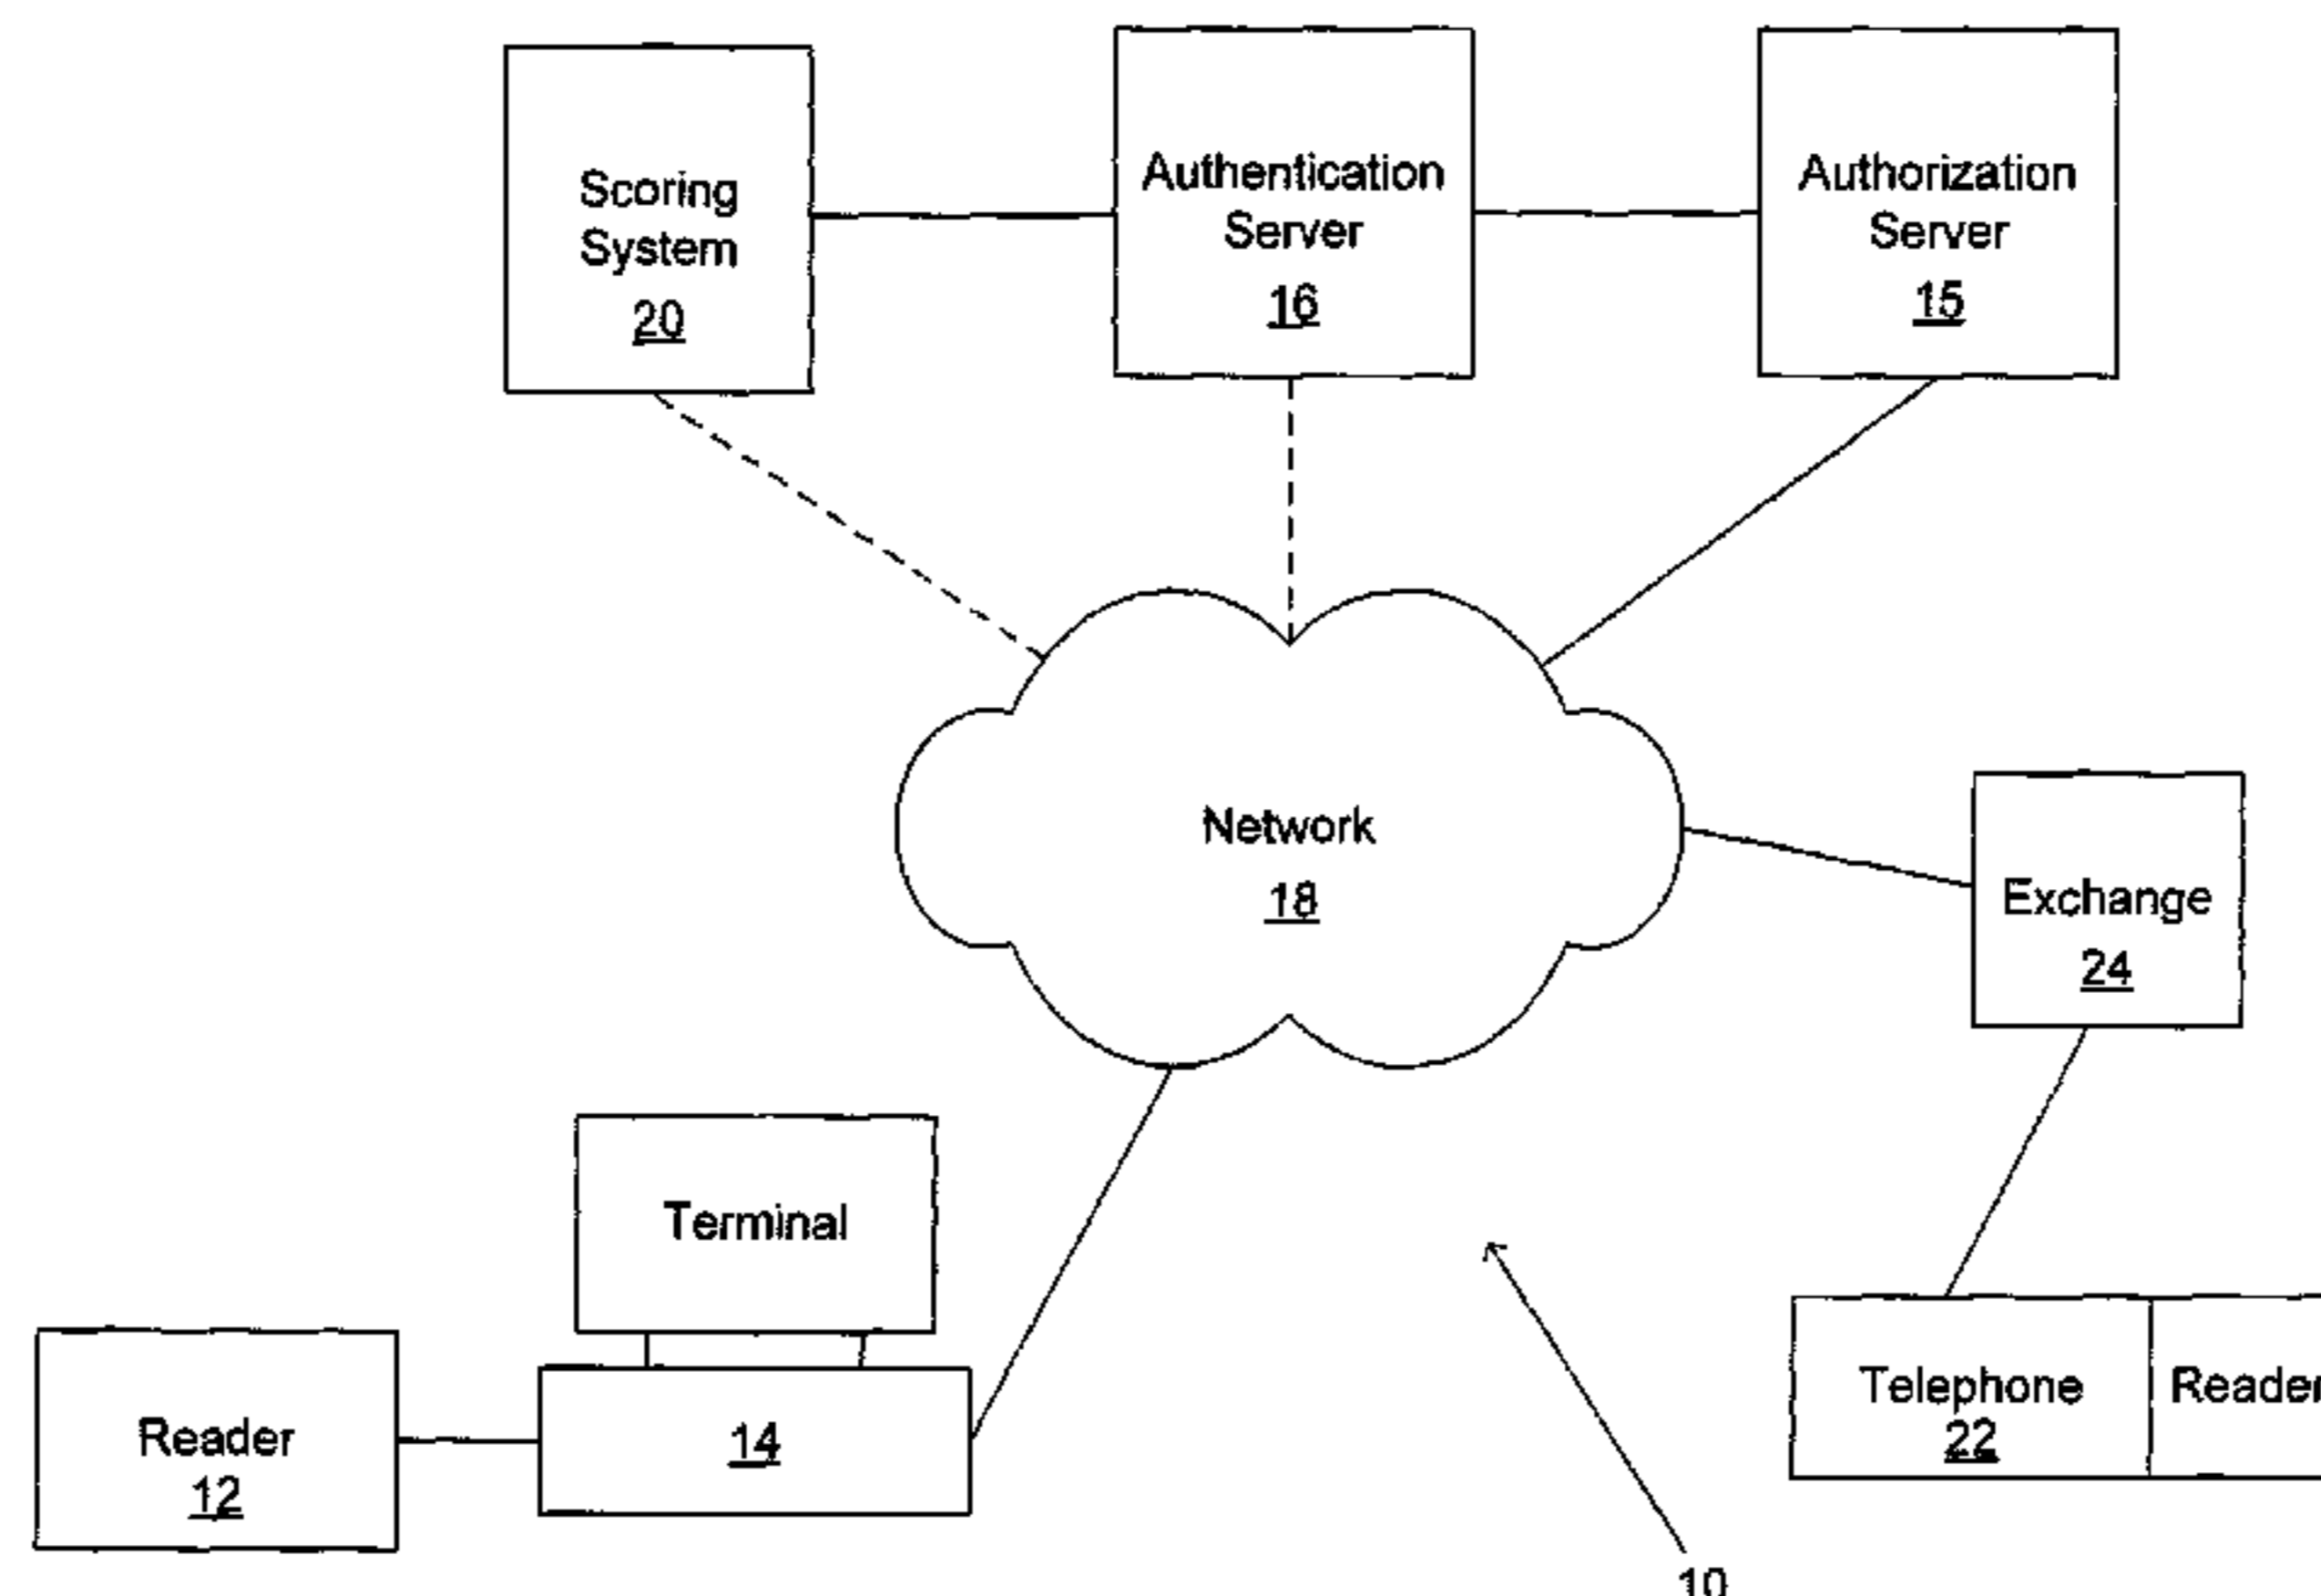 Scoring
System
20
Authentication
Server
16
Authorization
Server
15
Network
18
Exchange
24
Terminal
14
Reader
12
Telephone
22
Reader
10